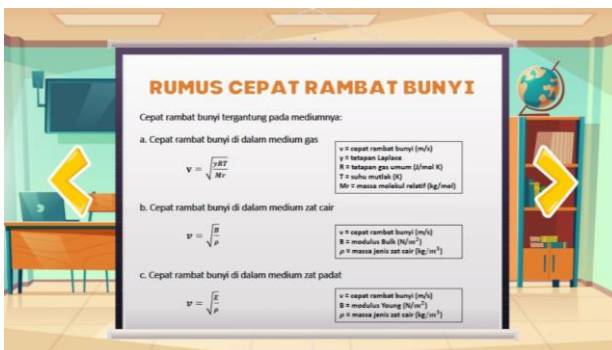 RUMUS CEPAT RAMBAT BUNYI
Cepat rambat bunyi tergantung pada mediumnya:
a. Cepat rambat bunyi di dalam medium gas
v = √(γRT/Mr)
v = cepat rambat bunyi (m/s)
γ = tetapan Laplace
R = tetapan gas umum (J/mol K)
T = suhu mutlak (K)
Mr = massa molekul relatif (kg/mol)
b. Cepat rambat bunyi di dalam medium zat cair
v = √(B/ρ)
v = cepat rambat bunyi (m/s)
B = modulus Bulk (N/m²)
ρ = massa jenis zat cair (kg/m³)
c. Cepat rambat bunyi di dalam medium zat padat
v = √(E/ρ)
v = cepat rambat bunyi (m/s)
B = modulus Young (N/m²)
ρ = massa jenis zat cair (kg/m³)